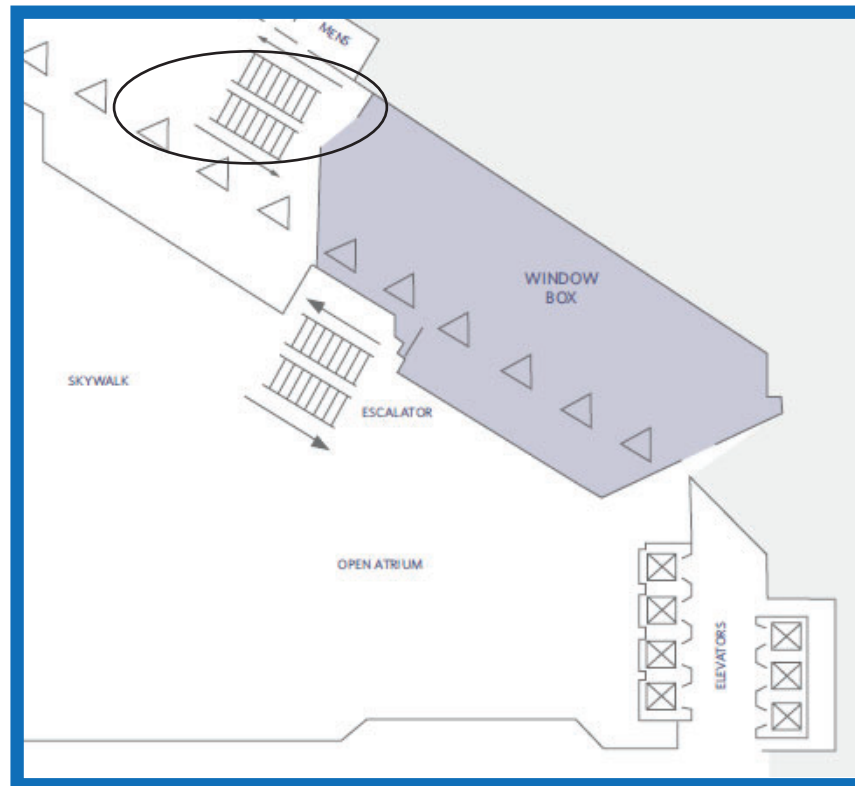 MENS
WINDOW
BOX
SKYWALK
ESCALATOR
OPEN ATRIUM
ELEVATORS